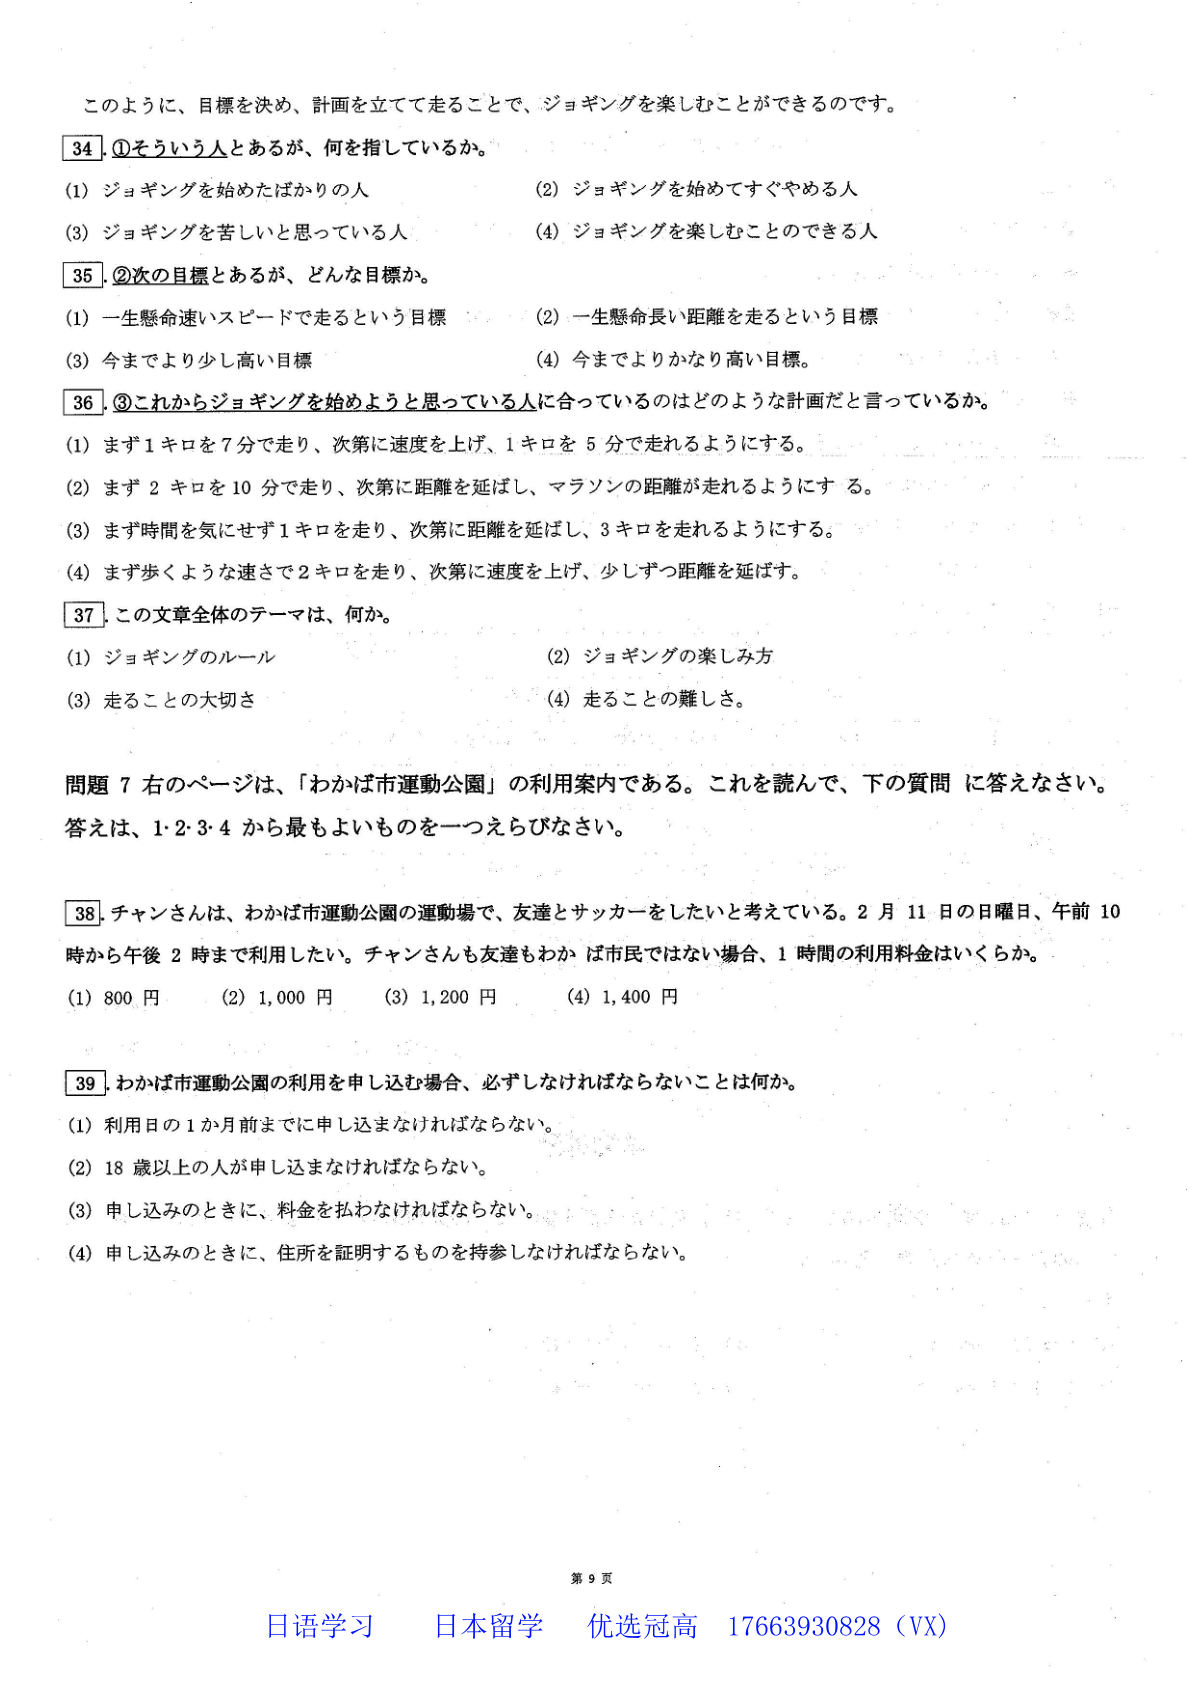 このように、目標を決め、計画を立てて走ることで、ジョギングを楽しむことができるのです。
34.①そういう人とあるが、何を指しているか。
(1) ジョギングを始めたばかりの人 (2) ジョギングを始めてすぐやめる人
(3) ジョギングを苦しいと思っている人 (4) ジョギングを楽しむことのできる人
35.②次の目標とあるが、どんな目標か。
(1) 一生懸命速いスピードで走るという目標 (2) 一生懸命長い距離を走るという目標
(3) 今までより少し高い目標 (4) 今までよりかなり高い目標。
36.③これからジョギングを始めようと思っている人に合っているのはどのような計画だと言っているか。
(1) まず1キロを7分で走り、次第に速度を上げ、1キロを 5 分で走れるようにする。
(2) まず 2 キロを10 分で走り、次第に距離を延ばし、マラソンの距離が走れるようにす る。
(3) まず時間を気にせず1キロを走り、次第に距離を延ばし、3キロを走れるようにする。
(4) まず歩くような速さで2キロを走り、次第に速度を上げ、少しずつ距離を延ばす。
37.この文章全体のテーマは、何か。
(1) ジョギングのルール (2) ジョギングの楽しみ方
(3) 走ることの大切さ (4) 走ることの難しさ。
問題 7 右のページは、「わかば市運動公園」の利用案内である。これを読んで、下の質問 に答えなさい。
答えは、1·2·3·4 から最もよいものを一つえらびなさい。
38.チャンさんは、わかば市運動公園の運動場で、友達とサッカーをしたいと考えている。2 月 11 日の日曜日、午前 10
時から午後 2 時まで利用したい。チャンさんも友達もわか ば市民ではない場合、1 時間の利用料金はいくらか。
(1) 800 円 (2) 1,000 円 (3) 1,200 円 (4) 1,400 円
39.わかば市運動公園の利用を申し込む場合、必ずしなければならないことは何か。
(1) 利用日の1か月前までに申し込まなければならない。
(2) 18 歳以上の人が申し込まなければならない。
(3) 申し込みのときに、料金を払わなければならない。
(4) 申し込みのときに、住所を証明するものを持参しなければならない。
第 9 页
日语学习 日本留学 优选冠高 17663930828（VX）